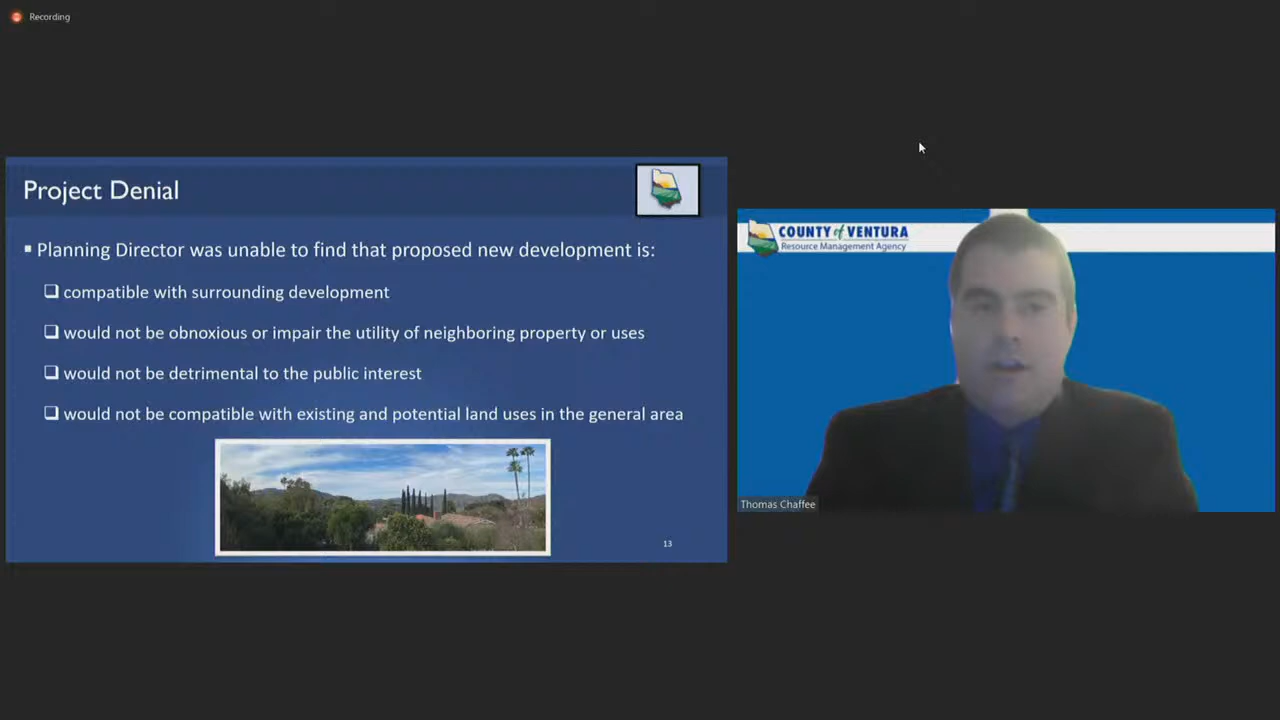 Recording
Project Denial
Planning Director was unable to find that proposed new development is:
compatible with surrounding development
would not be obnoxious or impair the utility of neighboring property or uses
would not be detrimental to the public interest
would not be compatible with existing and potential land uses in the general area
13
COUNTY of VENTURA
Resource Management Agency
Thomas Chaffee